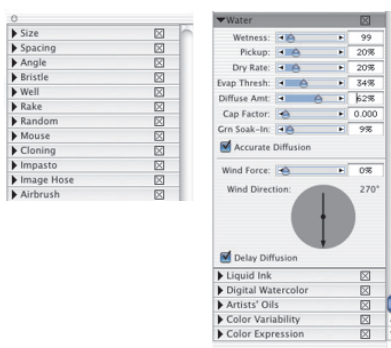 Size
Spacing
Angle
Bristle
Well
Rake
Random
Mouse
Cloning
Impasto
Image Hose
Airbrush
Water
Wetness: 99
Pickup: 20%
Dry Rate: 20%
Evap Thresh: 34%
Diffuse Amt: 62%
Cap Factor: 0.000
Grn Soak-In: 9%
Accurate Diffusion
Wind Force: 0%
Wind Direction: 270°
Delay Diffusion
Liquid Ink
Digital Watercolor
Artists' Oils
Color Variability
Color Expression